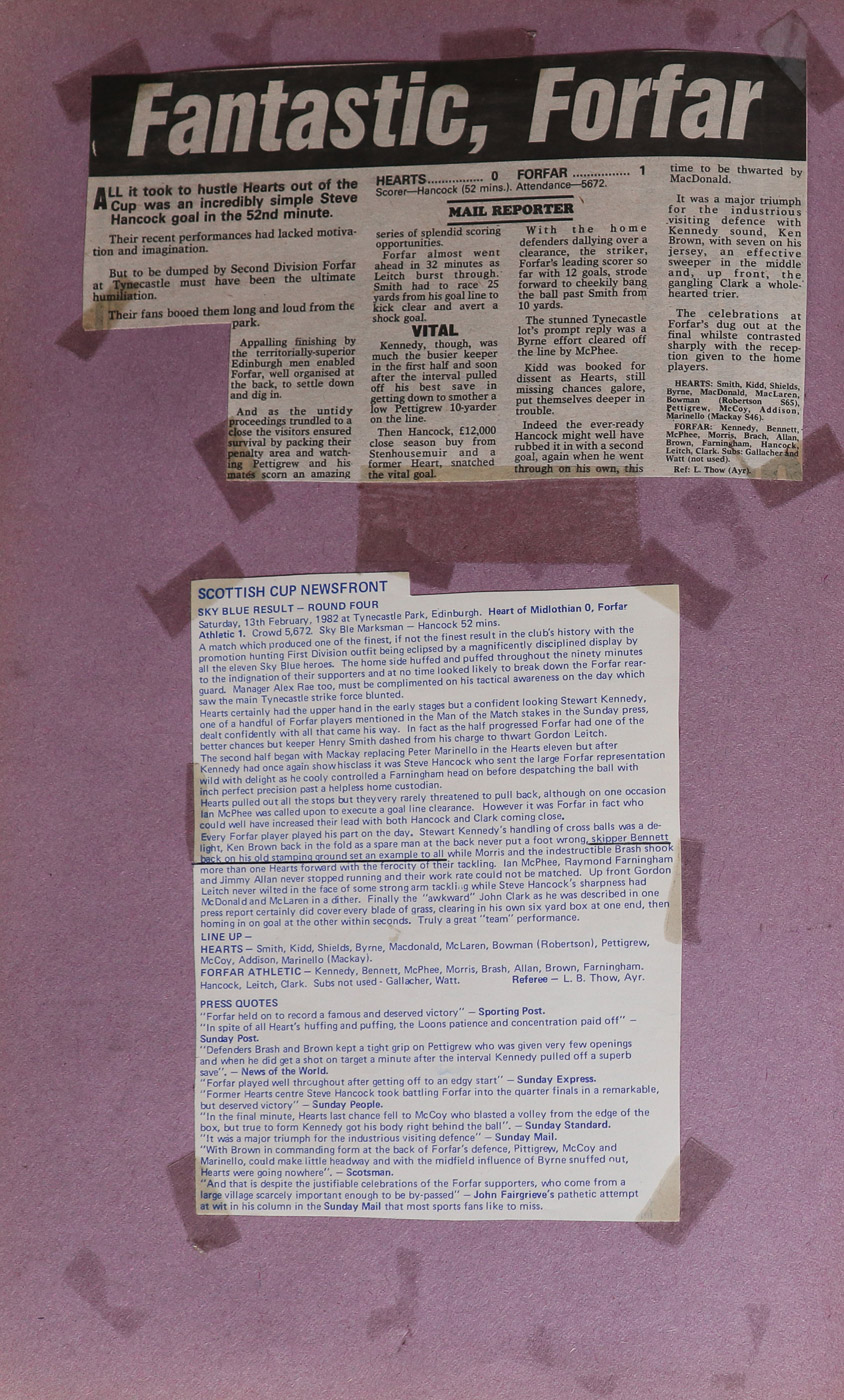 Fantastic, Forfar
ALL it took to hustle Hearts out of the
Cup was an incredibly simple Steve
Hancock goal in the 52nd minute.
Their recent performances had lacked motiva-
tion and imagination.
But to be dumped by Second Division Forfar
at Tynecastle must have been the ultimate
humiliation.
Their fans booed them long and loud from the
park.
Appalling finishing by
the territorially-superior
Edinburgh men enabled
Forfar, well organised at
the back, to settle down
and dig in.
And as the untidy
proceedings trundled to a
close the visitors ensured
survival by packing their
penalty area and watch-
ing Pettigrew and his
mates scorn an amazing
HEARTS............... 0 FORFAR ................ 1
Scorer—Hancock (52 mins.). Attendance—5672.
MAIL REPORTER
series of splendid scoring
opportunities.
Forfar almost went
ahead in 32 minutes as
Leitch burst through.
Smith had to race 25
yards from his goal line to
kick clear and avert a
shock goal.
VITAL
Kennedy, though, was
much the busier keeper
in the first half and soon
after the interval pulled
off his best save in
getting down to smother a
low Pettigrew 10-yarder
on the line.
Then Hancock, £12,000
close season buy from
Stenhousemuir and a
former Heart, snatched
the vital goal.
With the home
defenders dallying over a
clearance, the striker,
Forfar's leading scorer so
far with 12 goals, strode
forward to cheekily bang
the ball past Smith from
10 yards.
The stunned Tynecastle
lot's prompt reply was a
Byrne effort cleared off
the line by McPhee.
Kidd was booked for
dissent as Hearts, still
missing chances galore,
put themselves deeper in
trouble.
Indeed the ever-ready
Hancock might well have
rubbed it in with a second
goal, again when he went
through on his own, this
time to be thwarted by
MacDonald.
It was a major triumph
for the industrious
visiting defence with
Kennedy sound, Ken
Brown, with seven on his
jersey, an effective
sweeper in the middle
and, up front, the
gangling Clark a whole-
hearted trier.
The celebrations at
Forfar's dug out at the
final whilste contrasted
sharply with the recep-
tion given to the home
players.
HEARTS: Smith, Kidd, Shields,
Byrne, MacDonald, MacLaren,
Bowman (Robertson S65),
Pettigrew, McCoy, Addison,
Marinello (Mackay S46).
FORFAR: Kennedy, Bennett,
McPhee, Morris, Brach, Allan,
Brown, Farningham, Hancock,
Leitch, Clark. Subs: Gallacher and
Watt (not used).
Ref: L. Thow (Ayr).
SCOTTISH CUP NEWSFRONT
SKY BLUE RESULT – ROUND FOUR
Saturday, 13th February, 1982 at Tynecastle Park, Edinburgh. Heart of Midlothian 0, Forfar
Athletic 1. Crowd 5,672. Sky Ble Marksman – Hancock 52 mins.
A match which produced one of the finest, if not the finest result in the club's history with the
promotion hunting First Division outfit being eclipsed by a magnificently disciplined display by
all the eleven Sky Blue heroes. The home side huffed and puffed throughout the ninety minutes
to the indignation of their supporters and at no time looked likely to break down the Forfar rear-
guard. Manager Alex Rae too, must be complimented on his tactical awareness on the day which
saw the main Tynecastle strike force blunted.
Hearts certainly had the upper hand in the early stages but a confident looking Stewart Kennedy,
one of a handful of Forfar players mentioned in the Man of the Match stakes in the Sunday press,
dealt confidently with all that came his way. In fact as the half progressed Forfar had one of the
better chances but keeper Henry Smith dashed from his charge to thwart Gordon Leitch.
The second half began with Mackay replacing Peter Marinello in the Hearts eleven but after
Kennedy had once again show hisclass it was Steve Hancock who sent the large Forfar representation
wild with delight as he cooly controlled a Farningham head on before despatching the ball with
inch perfect precision past a helpless home custodian.
Hearts pulled out all the stops but they very rarely threatened to pull back, although on one occasion
Ian McPhee was called upon to execute a goal line clearance. However it was Forfar in fact who
could well have increased their lead with both Hancock and Clark coming close.
Every Forfar player played his part on the day. Stewart Kennedy's handling of cross balls was a de-
light, Ken Brown back in the fold as a spare man at the back never put a foot wrong, skipper Bennett
back on his old stamping ground set an example to all while Morris and the indestructible Brash shook
more than one Hearts forward with the ferocity of their tackling. Ian McPhee, Raymond Farningham
and Jimmy Allan never stopped running and their work rate could not be matched. Up front Gordon
Leitch never wilted in the face of some strong arm tackling while Steve Hancock's sharpness had
McDonald and McLaren in a dither. Finally the "awkward" John Clark as he was described in one
press report certainly did cover every blade of grass, clearing in his own six yard box at one end, then
homing in on goal at the other within seconds. Truly a great "team" performance.
LINE UP –
HEARTS – Smith, Kidd, Shields, Byrne, Macdonald, McLaren, Bowman (Robertson), Pettigrew,
McCoy, Addison, Marinello (Mackay).
FORFAR ATHLETIC – Kennedy, Bennett, McPhee, Morris, Brash, Allan, Brown, Farningham.
Hancock, Leitch, Clark. Subs not used - Gallacher, Watt. Referee – L. B. Thow, Ayr.
PRESS QUOTES
"Forfar held on to record a famous and deserved victory" – Sporting Post.
"In spite of all Heart's huffing and puffing, the Loons patience and concentration paid off" –
Sunday Post.
"Defenders Brash and Brown kept a tight grip on Pettigrew who was given very few openings
and when he did get a shot on target a minute after the interval Kennedy pulled off a superb
save". – News of the World.
"Forfar played well throughout after getting off to an edgy start" – Sunday Express.
"Former Hearts centre Steve Hancock took battling Forfar into the quarter finals in a remarkable,
but deserved victory" – Sunday People.
"In the final minute, Hearts last chance fell to McCoy who blasted a volley from the edge of the
box, but true to form Kennedy got his body right behind the ball". – Sunday Standard.
"It was a major triumph for the industrious visiting defence" – Sunday Mail.
"With Brown in commanding form at the back of Forfar's defence, Pittigrew, McCoy and
Marinello, could make little headway and with the midfield influence of Byrne snuffed out,
Hearts were going nowhere". – Scotsman.
"And that is despite the justifiable celebrations of the Forfar supporters, who come from a
large village scarcely important enough to be by-passed" – John Fairgrieve's pathetic attempt
at wit in his column in the Sunday Mail that most sports fans like to miss.